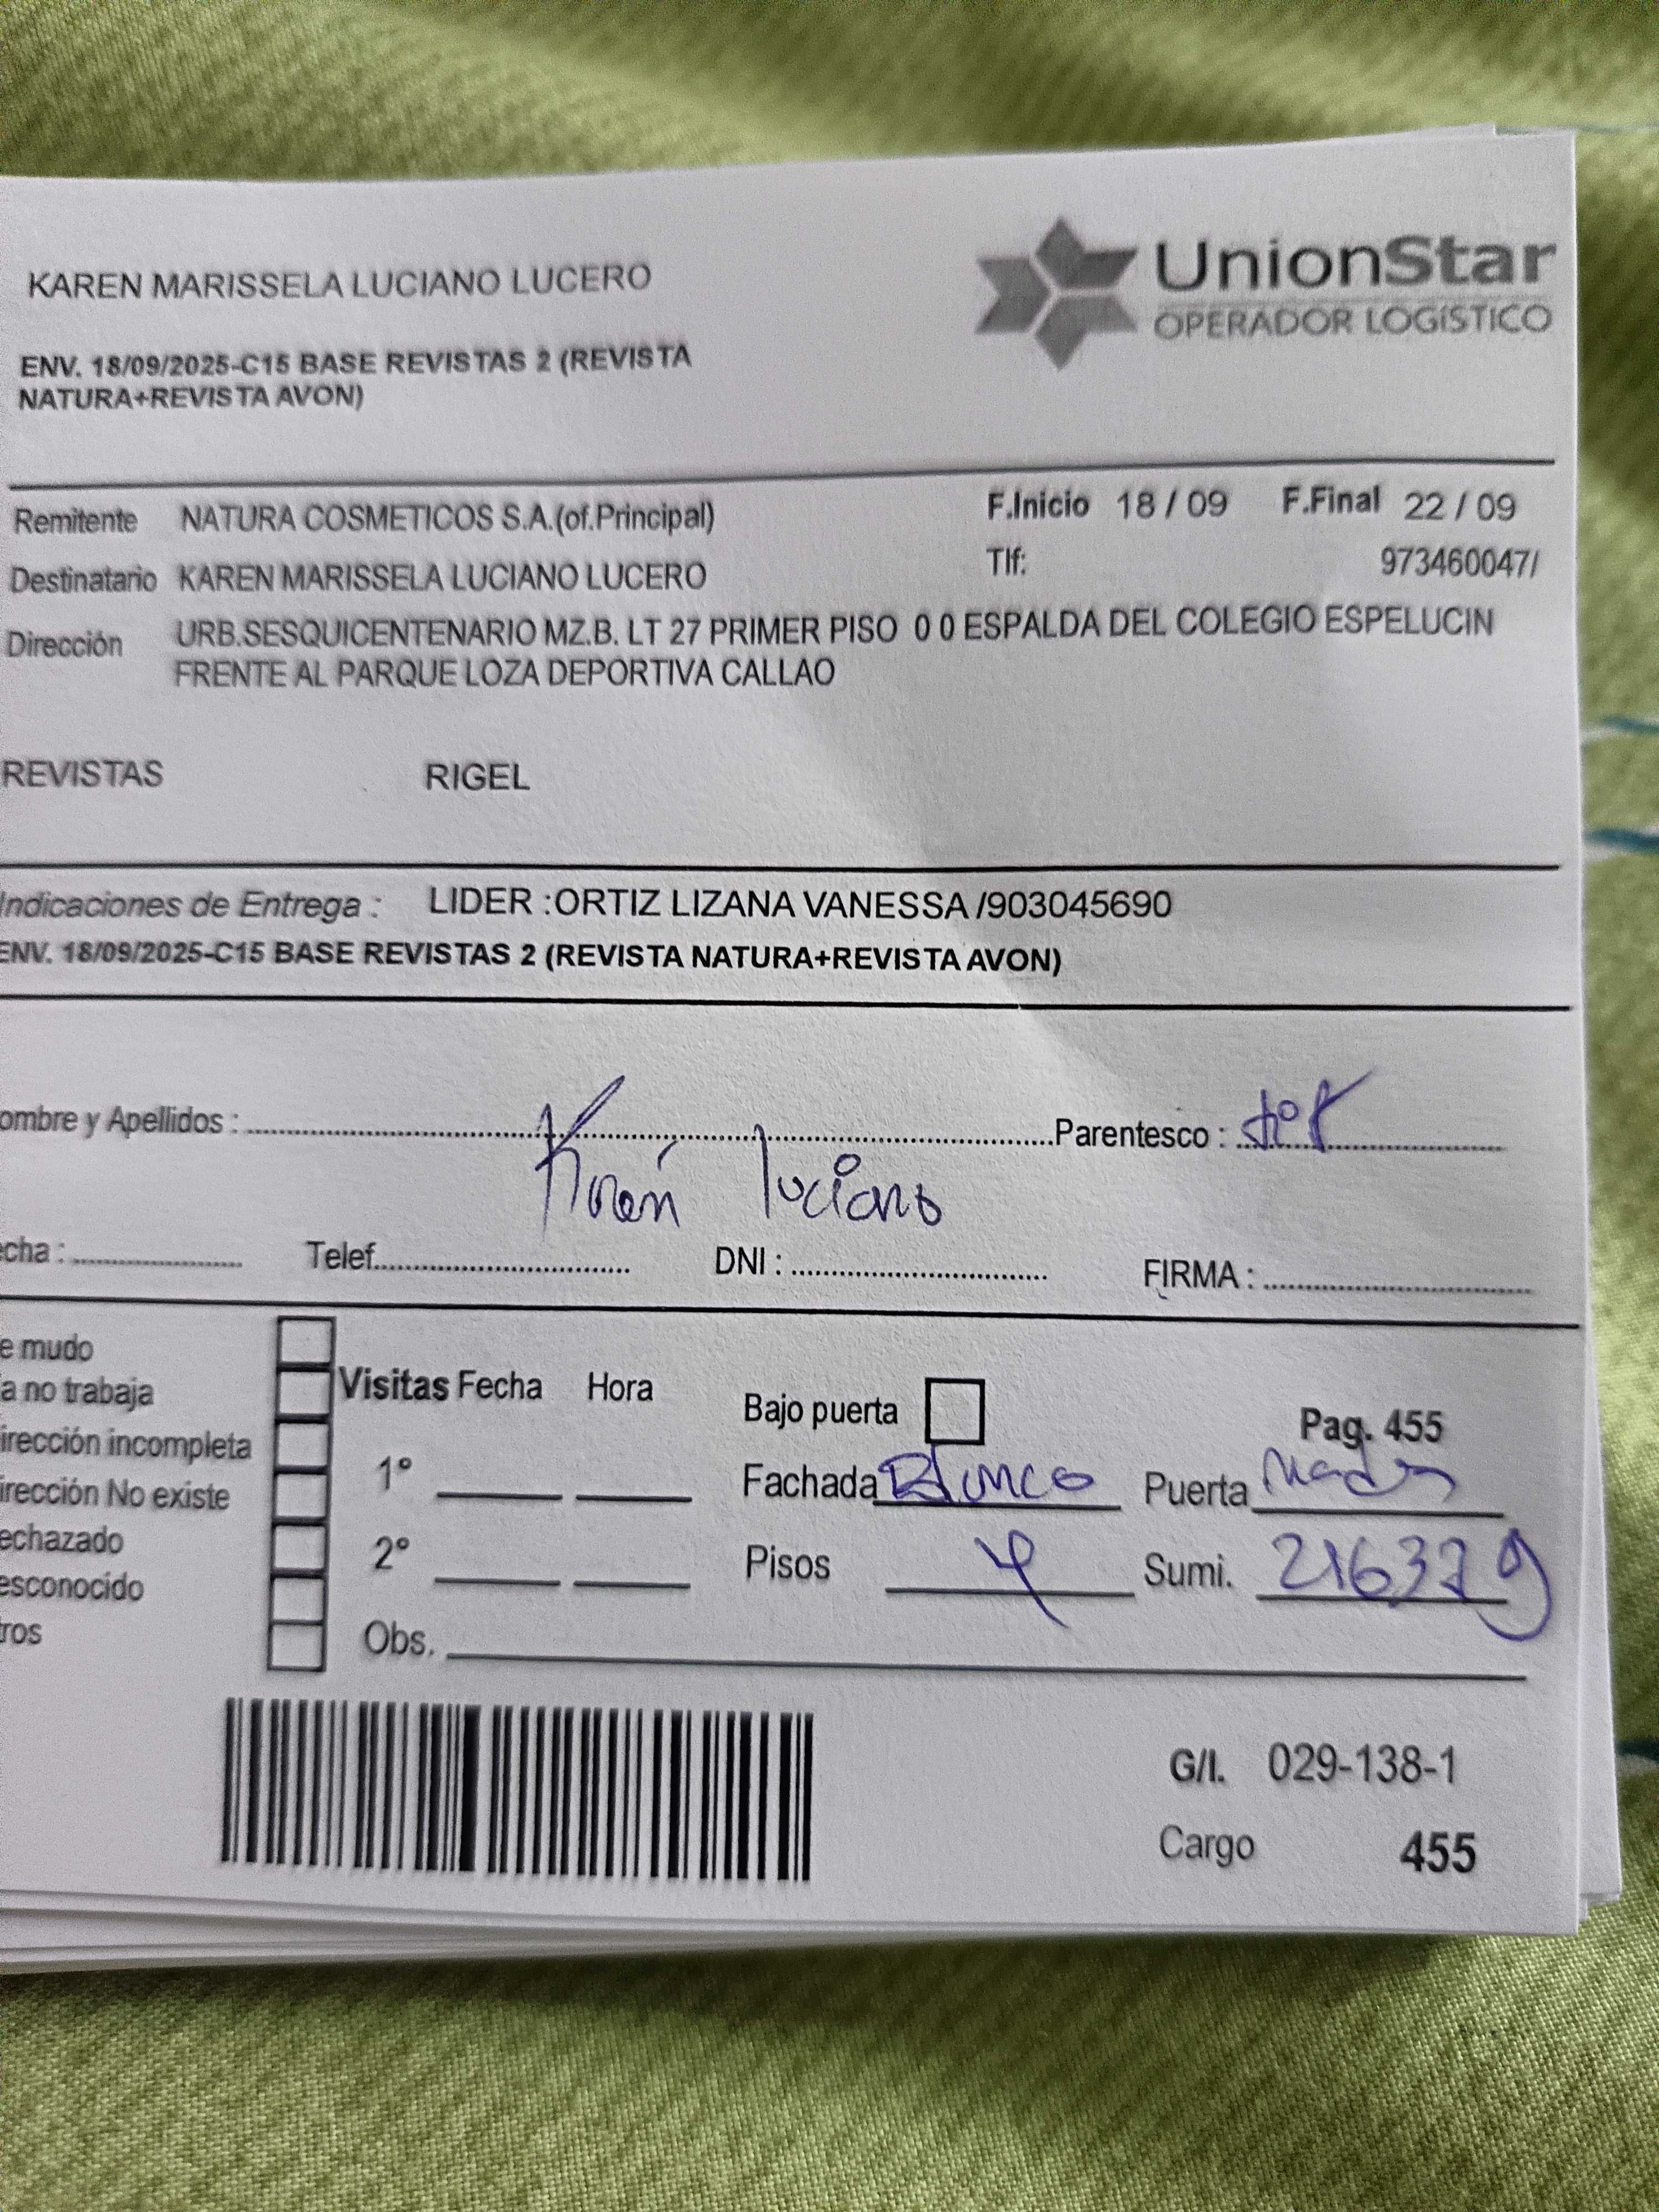 KAREN MARISSELA LUCIANO LUCERO
UnionStar
OPERADOR LOGíSTICO
ENV. 18/09/2025-C15 BASE REVISTAS 2 (REVISTA
NATURA+REVISTA AVON)
Remitente NATURA COSMETICOS S.A.(of.Principal) F.Inicio 18 / 09 F.Final 22 / 09
Destinatario KAREN MARISSELA LUCIANO LUCERO Tlf: 973460047/
Dirección URB.SESQUICENTENARIO MZ.B. LT 27 PRIMER PISO 0 0 ESPALDA DEL COLEGIO ESPELUCIN
FRENTE AL PARQUE LOZA DEPORTIVA CALLAO
REVISTAS RIGEL
Indicaciones de Entrega : LIDER :ORTIZ LIZANA VANESSA /903045690
ENV. 18/09/2025-C15 BASE REVISTAS 2 (REVISTA NATURA+REVISTA AVON)
ombre y Apellidos : Parentesco :
Karen luciano
cha : Telef. DNI : FIRMA :
e mudo
a no trabaja
irección incompleta
irección No existe
echazado
esconocido
tros
Visitas Fecha Hora
1°
2°
Obs.
Bajo puerta Pag. 455
Fachada Blanco Puerta
Pisos 4 Sumi. 2163279
G/I. 029-138-1
Cargo 455